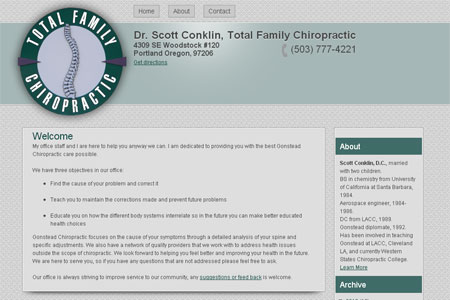 Home About Contact
TOTAL FAMILY
CHIROPRACTIC
Dr. Scott Conklin, Total Family Chiropractic
4309 SE Woodstock #120
Portland Oregon, 97206
(503) 777-4221
Get directions
Welcome
My office staff and I are here to help you anyway we can. I am dedicated to providing you with the best Gonstead
Chiropractic care possible.
We have three objectives in our office:
Find the cause of your problem and correct it
Teach you to maintain the corrections made and prevent future problems
Educate you on how the different body systems interrelate so in the future you can make better educated
health choices
Gonstead Chiropractic focuses on the cause of your symptoms through a detailed analysis of your spine and
specific adjustments. We also have a network of quality providers that we work with to address health issues
outside the scope of chiropractic. We look forward to helping you feel better and improving your health in the future.
We are here to serve you, so if you have any questions that are not addressed please feel free to ask.
Our office is always striving to improve service to our community, any suggestions or feed back is welcome.
About
Scott Conklin, D.C., married
with two children.
BS in chemistry from University
of California at Santa Barbara,
1984.
Aerospace engineer, 1984-
1986.
DC from LACC, 1989.
Gonstead diplomate, 1992.
Has been involved in teaching
Gonstead at LACC, Cleveland
LA, and currently Western
States Chiropractic College.
Learn More
Archive